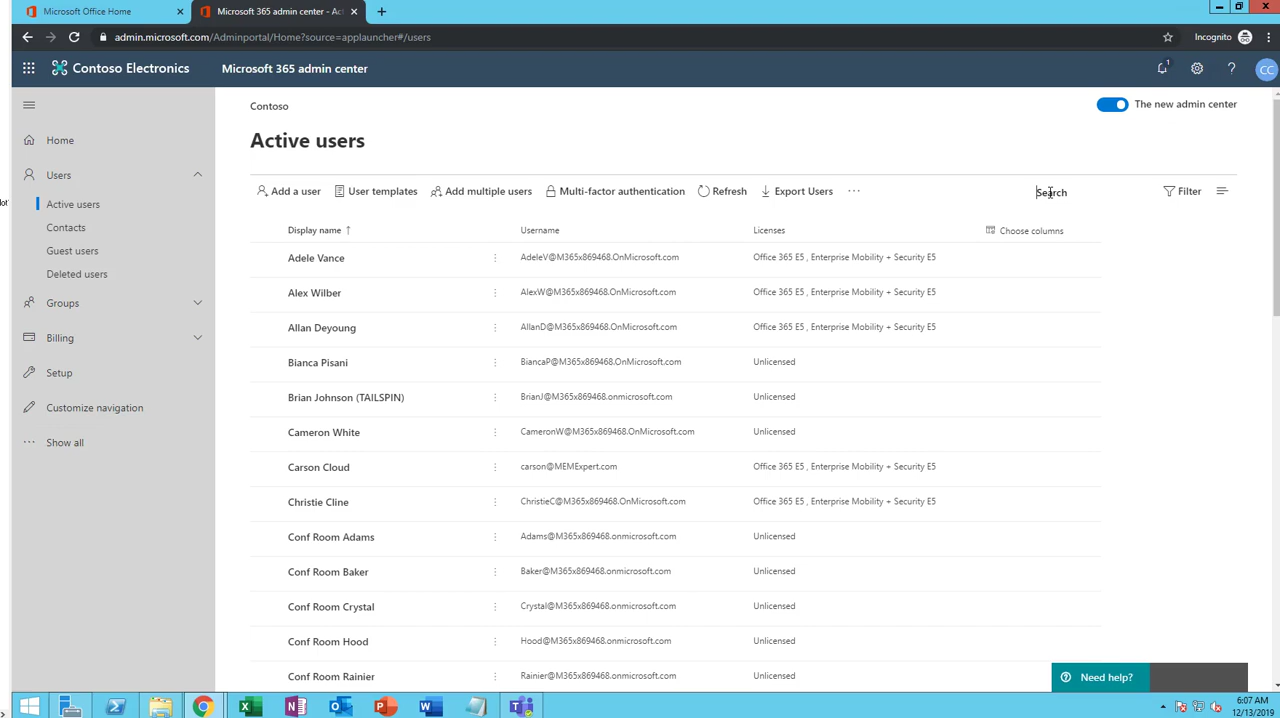 Microsoft Office Home
Microsoft 365 admin center - Act
admin.microsoft.com/Adminportal/Home?source=applauncher#/users
Incognito
Contoso Electronics
Microsoft 365 admin center
1
?
CC
Contoso
The new admin center
Active users
Add a user
User templates
Add multiple users
Multi-factor authentication
Refresh
Export Users
Search
Filter
Home
Users
Active users
Contacts
Guest users
Deleted users
Groups
Billing
Setup
Customize navigation
Show all
Display name ↑ Username Licenses Choose columns
Adele Vance AdeleV@M365x869468.OnMicrosoft.com Office 365 E5 , Enterprise Mobility + Security E5
Alex Wilber AlexW@M365x869468.OnMicrosoft.com Office 365 E5 , Enterprise Mobility + Security E5
Allan Deyoung AllanD@M365x869468.OnMicrosoft.com Office 365 E5 , Enterprise Mobility + Security E5
Bianca Pisani BiancaP@M365x869468.OnMicrosoft.com Unlicensed
Brian Johnson (TAILSPIN) BrianJ@M365x869468.onmicrosoft.com Unlicensed
Cameron White CameronW@M365x869468.OnMicrosoft.com Unlicensed
Carson Cloud carson@MEMExpert.com Office 365 E5 , Enterprise Mobility + Security E5
Christie Cline ChristieC@M365x869468.OnMicrosoft.com Office 365 E5 , Enterprise Mobility + Security E5
Conf Room Adams Adams@M365x869468.onmicrosoft.com Unlicensed
Conf Room Baker Baker@M365x869468.onmicrosoft.com Unlicensed
Conf Room Crystal Crystal@M365x869468.onmicrosoft.com Unlicensed
Conf Room Hood Hood@M365x869468.onmicrosoft.com Unlicensed
Conf Room Rainier Rainier@M365x869468.onmicrosoft.com Unlicensed
Need help?
6:07 AM
12/13/2019